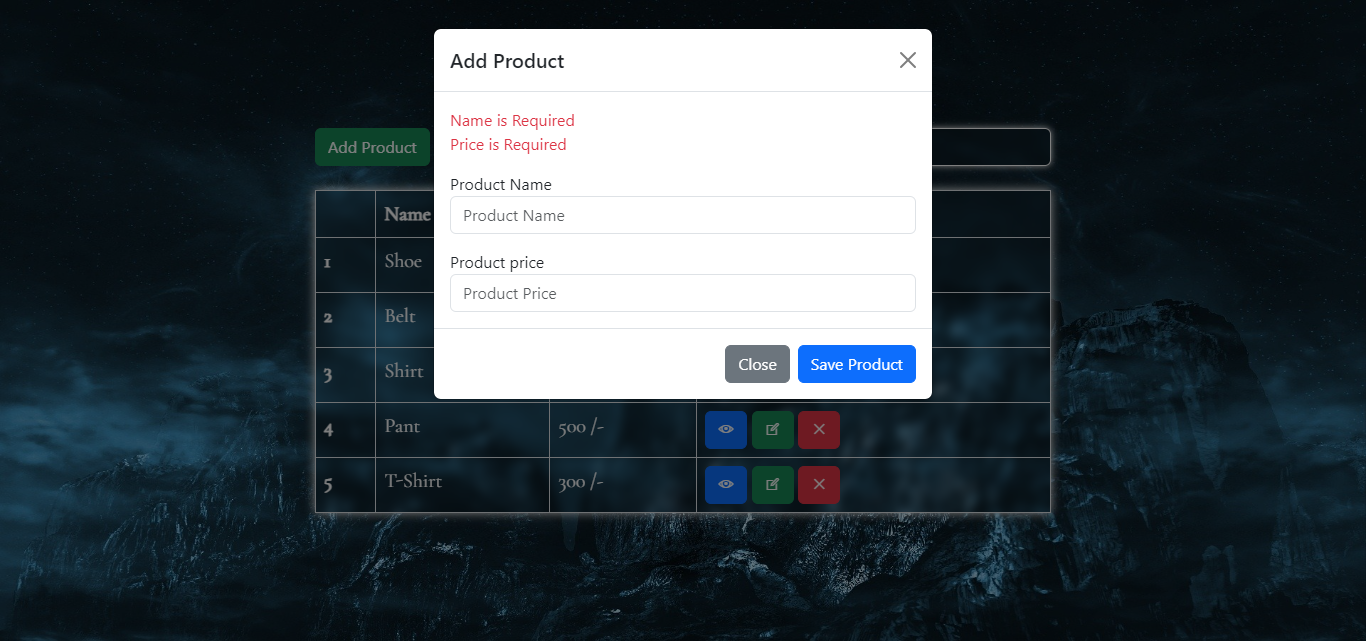 Add Product
Name is Required
Price is Required
Product Name
Product Name
Product price
Product Price
Close Save Product
Add Product
Name
1 Shoe
2 Belt
3 Shirt
4 Pant 500 /-
5 T-Shirt 300 /-